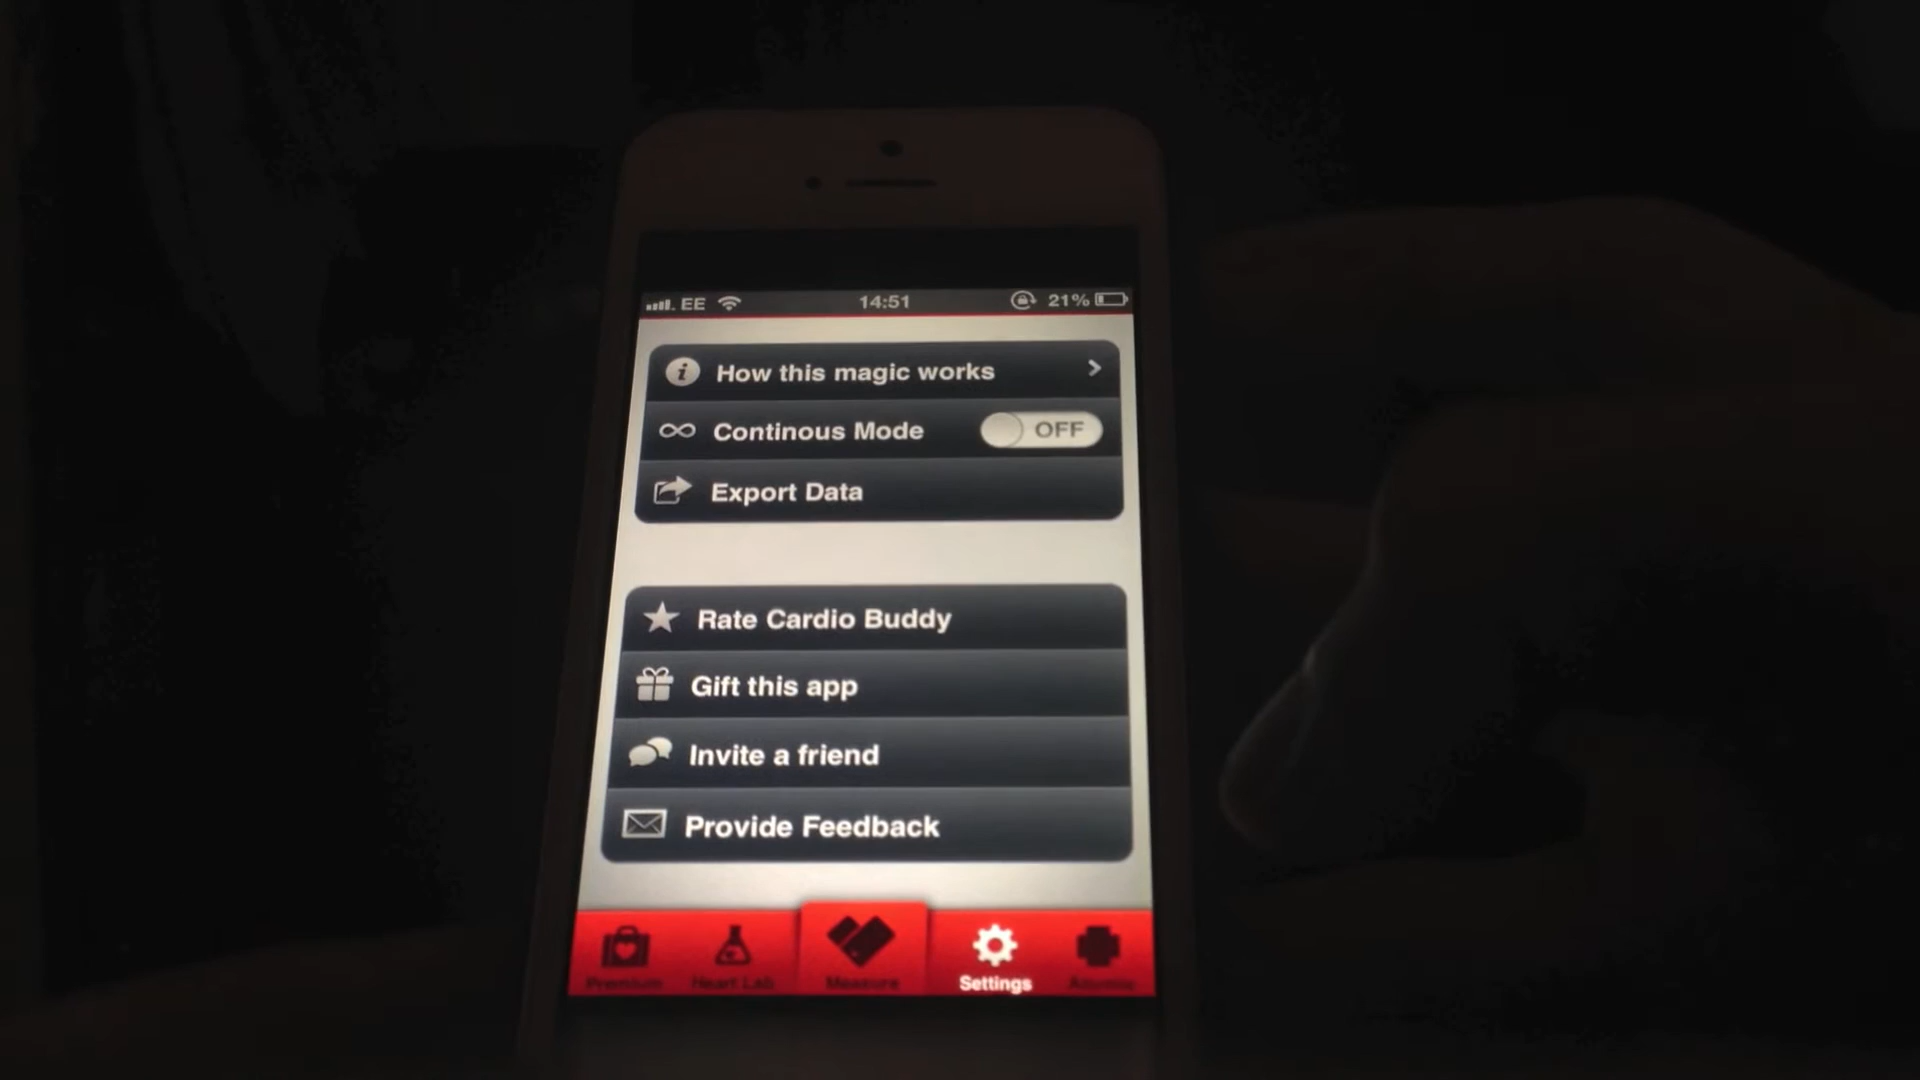 EE 14:51 21%
How this magic works
Continous Mode OFF
Export Data
Rate Cardio Buddy
Gift this app
Invite a friend
Provide Feedback
Premium Heart Lab Measure Settings